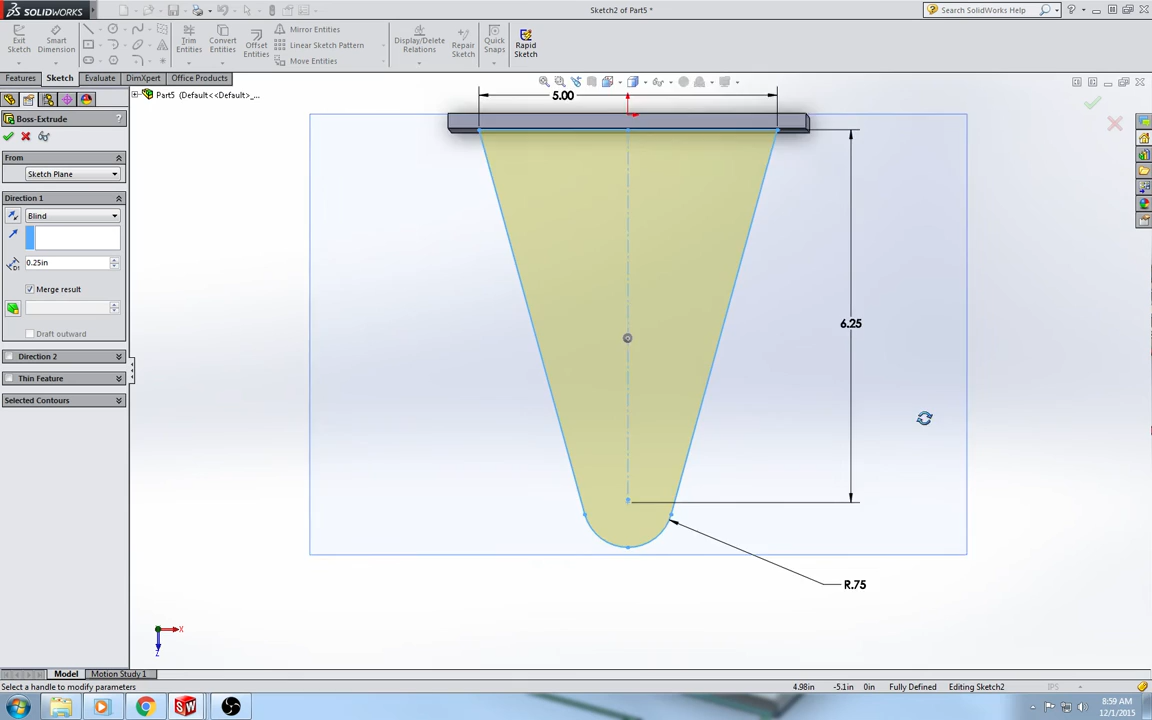 SOLIDWORKS
Sketch2 of Part5 *
Search SolidWorks Help
Exit Sketch
Smart Dimension
Trim Entities
Convert Entities
Offset Entities
Mirror Entities
Linear Sketch Pattern
Move Entities
Display/Delete Relations
Repair Sketch
Quick Snaps
Rapid Sketch
Features
Sketch
Evaluate
DimXpert
Office Products
Part5 (Default<<Default>_...
Boss-Extrude
?
From
Sketch Plane
Direction 1
Blind
D1
0.25in
Merge result
Draft outward
Direction 2
Thin Feature
Selected Contours
5.00
6.25
R.75
X
Z
Model
Motion Study 1
Select a handle to modify parameters
4.98in
-5.1in
0in
Fully Defined
Editing Sketch2
IPS
SW
8:59 AM
12/1/2015